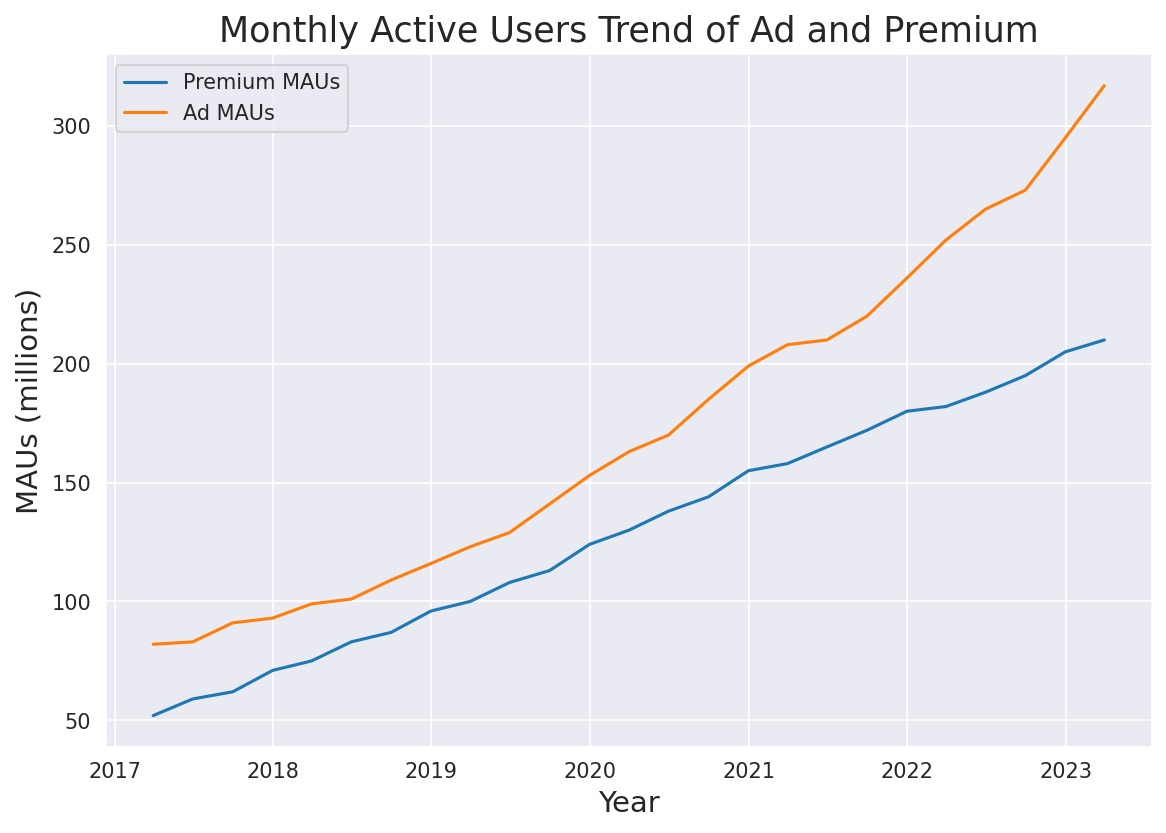 Monthly Active Users Trend of Ad and Premium
Premium MAUs
Ad MAUs
300
250
200
150
100
50
MAUs (millions)
2017 2018 2019 2020 2021 2022 2023
Year